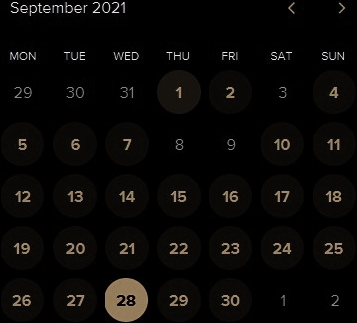 September 2021
MON TUE WED THU FRI SAT SUN
29 30 31 1 2 3 4
5 6 7 8 9 10 11
12 13 14 15 16 17 18
19 20 21 22 23 24 25
26 27 28 29 30 1 2